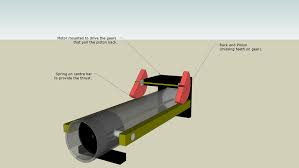 Motor mounted to drive the gears
that pull the piston back.
Rack and Pinion
(missing teeth on gears).
Spring on centre bar
to provide the thrust.